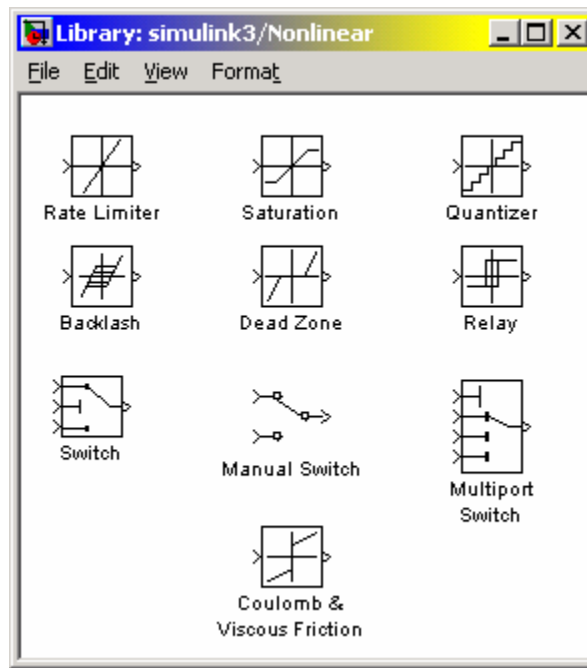 Library: simulink3/Nonlinear
File Edit View Format
Rate Limiter Saturation Quantizer
Backlash Dead Zone Relay
Switch Manual Switch Multiport
Switch
Coulomb &
Viscous Friction